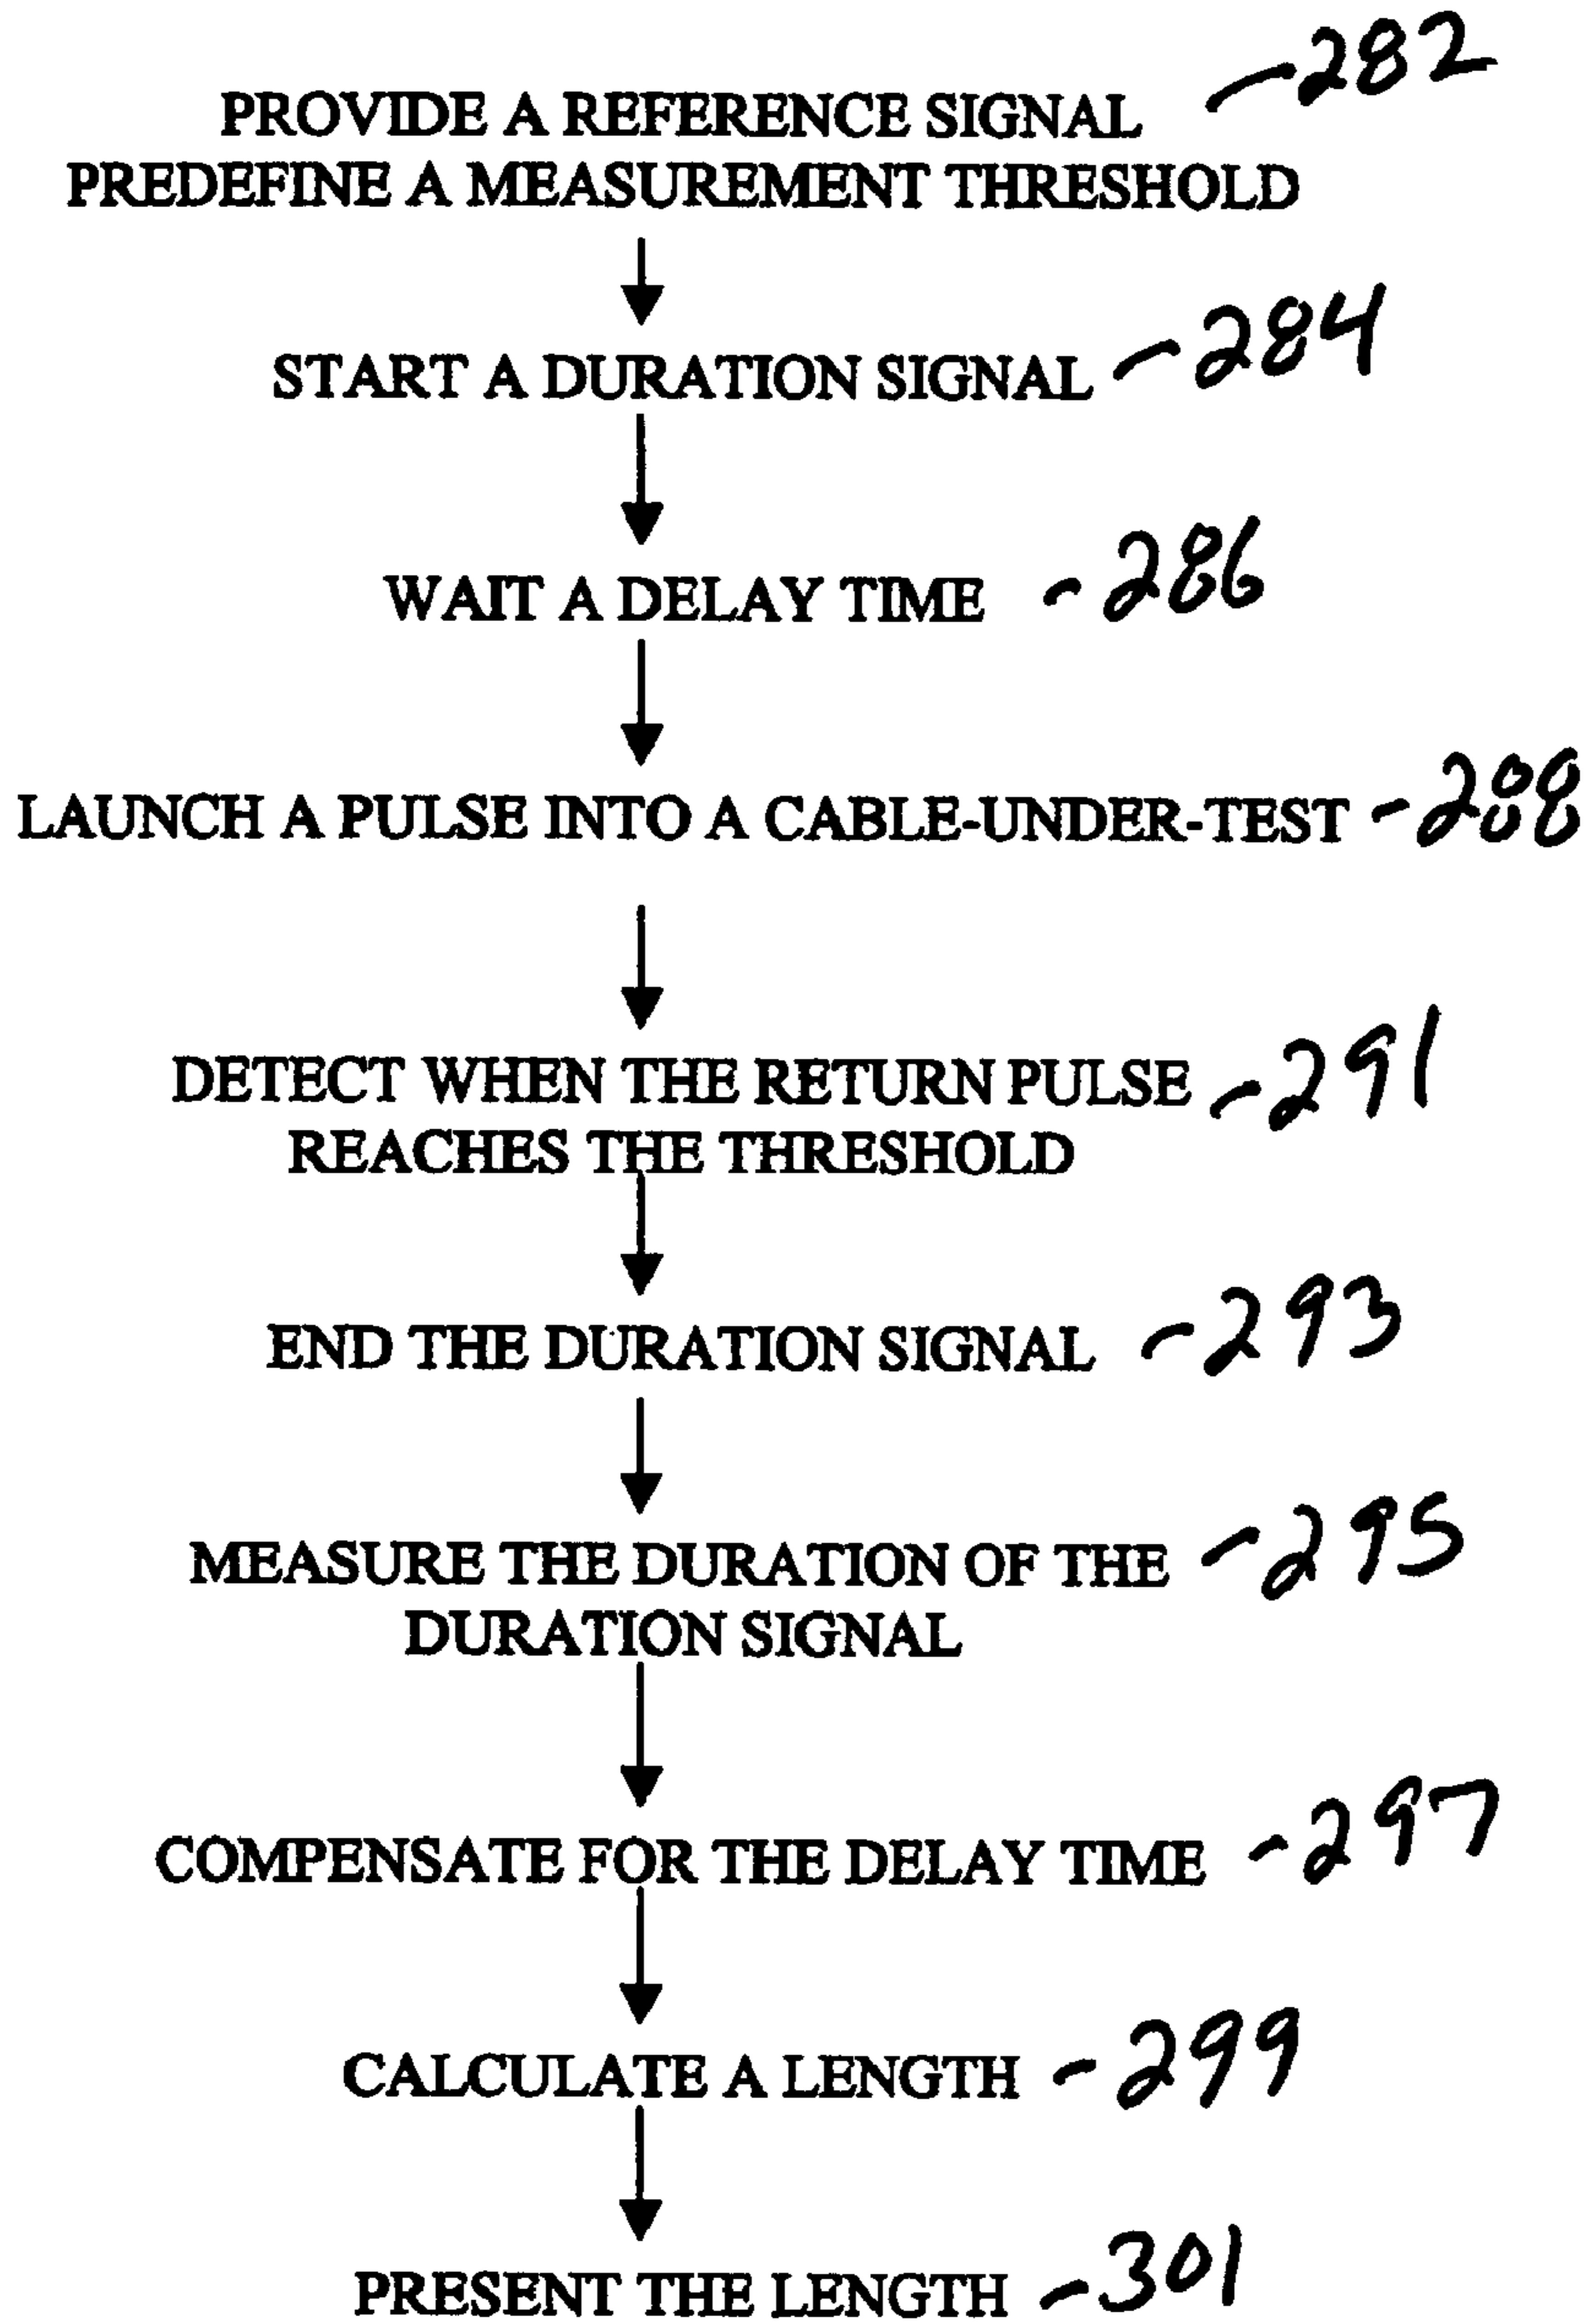 PROVIDE A REFERENCE SIGNAL -282
PREDEFINE A MEASUREMENT THRESHOLD
START A DURATION SIGNAL -284
WAIT A DELAY TIME -286
LAUNCH A PULSE INTO A CABLE-UNDER-TEST -288
DETECT WHEN THE RETURN PULSE -291
REACHES THE THRESHOLD
END THE DURATION SIGNAL -293
MEASURE THE DURATION OF THE -295
DURATION SIGNAL
COMPENSATE FOR THE DELAY TIME -297
CALCULATE A LENGTH -299
PRESENT THE LENGTH -301